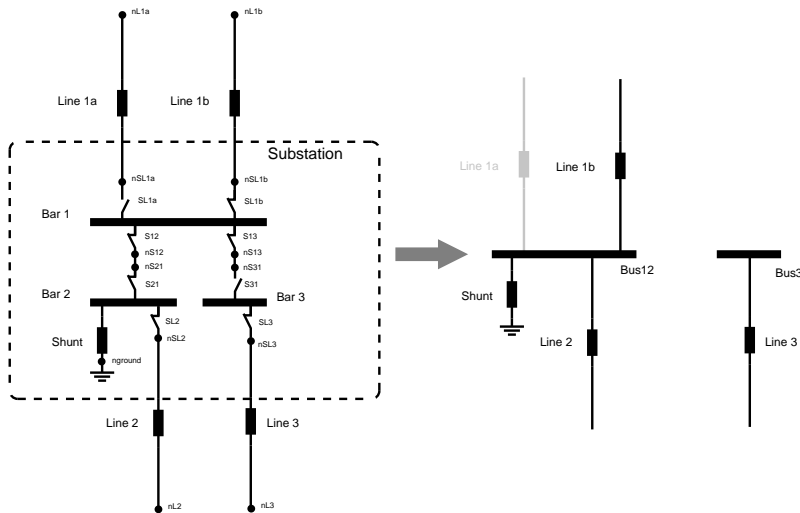 nL1a
nL1b
Line 1a
Line 1b
Substation
nSL1a
nSL1b
SL1a
SL1b
Bar 1
S12
S13
nS12
nS13
nS21
nS31
S21
S31
Bar 2
Bar 3
SL2
SL3
Shunt
nSL2
nSL3
nground
Line 2
Line 3
nL2
nL3
Line 1a
Line 1b
Bus12
Bus3
Shunt
Line 2
Line 3